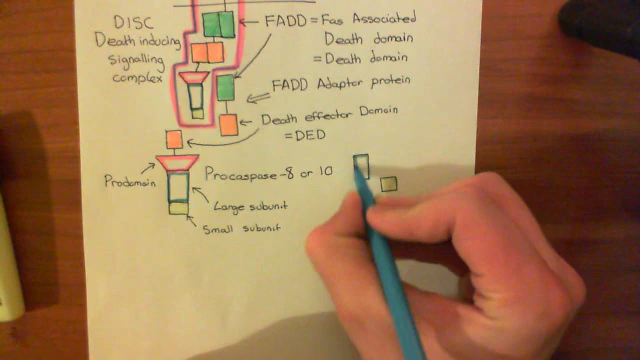 DISC
Death inducing
signalling
complex
FADD = Fas Associated
Death domain
= Death domain
FADD Adaptor protein
Death effector Domain
= DED
Prodomain
Procaspase-8 or 10
Large subunit
Small subunit